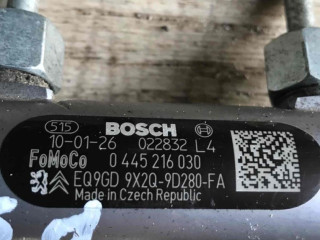 515 BOSCH
10-01-26 022832 L4
FoMoCo 0 445 216 030
EQ9GD 9X2Q-9D280-FA
Made in Czech Republic